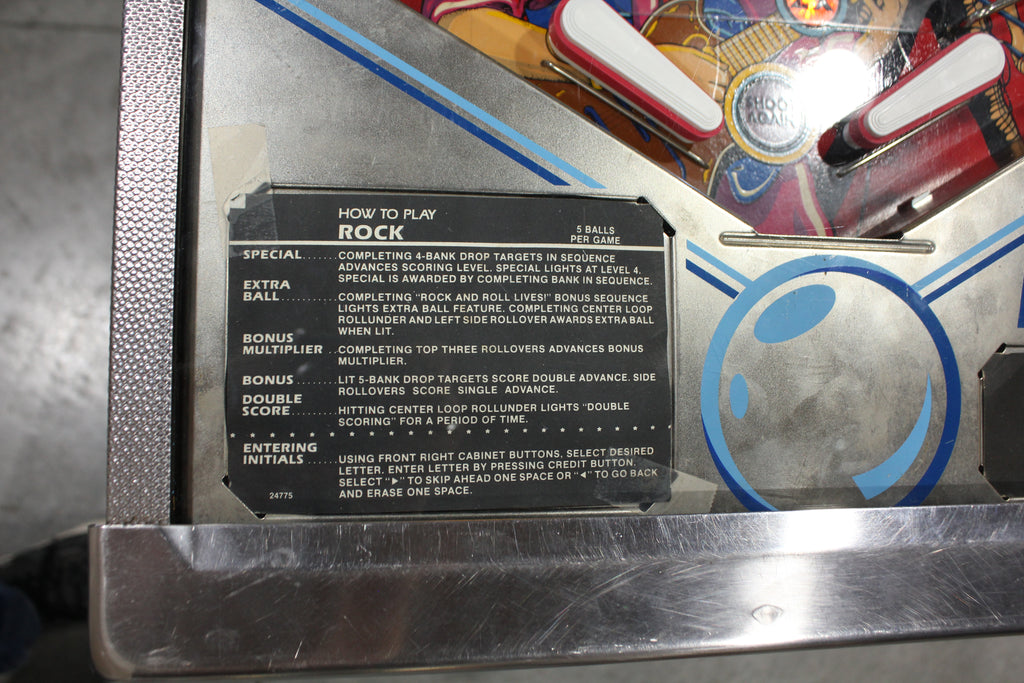 SHOOT
AGAIN
HOW TO PLAY
ROCK
5 BALLS
PER GAME
SPECIAL......COMPLETING 4-BANK DROP TARGETS IN SEQUENCE
ADVANCES SCORING LEVEL. SPECIAL LIGHTS AT LEVEL 4.
SPECIAL IS AWARDED BY COMPLETING BANK IN SEQUENCE.
EXTRA
BALL..........COMPLETING "ROCK AND ROLL LIVES!" BONUS SEQUENCE
LIGHTS EXTRA BALL FEATURE. COMPLETING CENTER LOOP
ROLLUNDER AND LEFT SIDE ROLLOVER AWARDS EXTRA BALL
WHEN LIT.
BONUS
MULTIPLIER ..COMPLETING TOP THREE ROLLOVERS ADVANCES BONUS
MULTIPLIER.
BONUS ........LIT 5-BANK DROP TARGETS SCORE DOUBLE ADVANCE. SIDE
ROLLOVERS SCORE SINGLE ADVANCE.
DOUBLE
SCORE.........HITTING CENTER LOOP ROLLUNDER LIGHTS "DOUBLE
SCORING" FOR A PERIOD OF TIME.
ENTERING
INITIALS ......USING FRONT RIGHT CABINET BUTTONS, SELECT DESIRED
LETTER. ENTER LETTER BY PRESSING CREDIT BUTTON.
SELECT "►" TO SKIP AHEAD ONE SPACE OR "◄" TO GO BACK
AND ERASE ONE SPACE.
24775